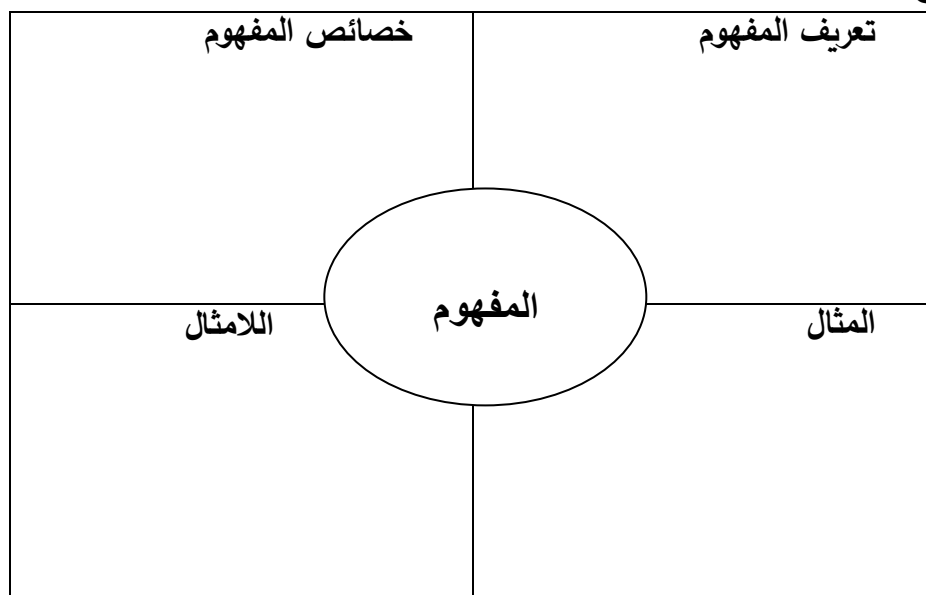 تعريف المفهوم
خصائص المفهوم
المفهوم
المثال
اللامثال